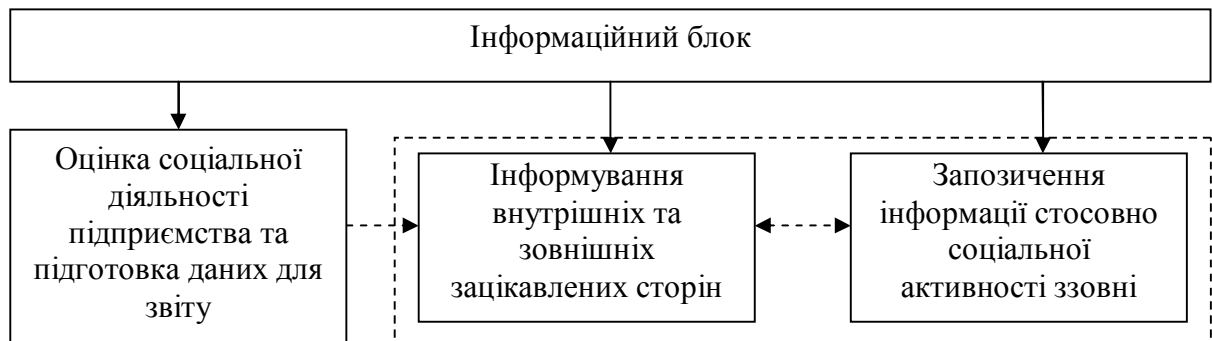 Інформаційний блок
Оцінка соціальної
діяльності
підприємства та
підготовка даних для
звіту
Інформування
внутрішніх та
зовнішніх
зацікавлених сторін
Запозичення
інформації стосовно
соціальної
активності ззовні